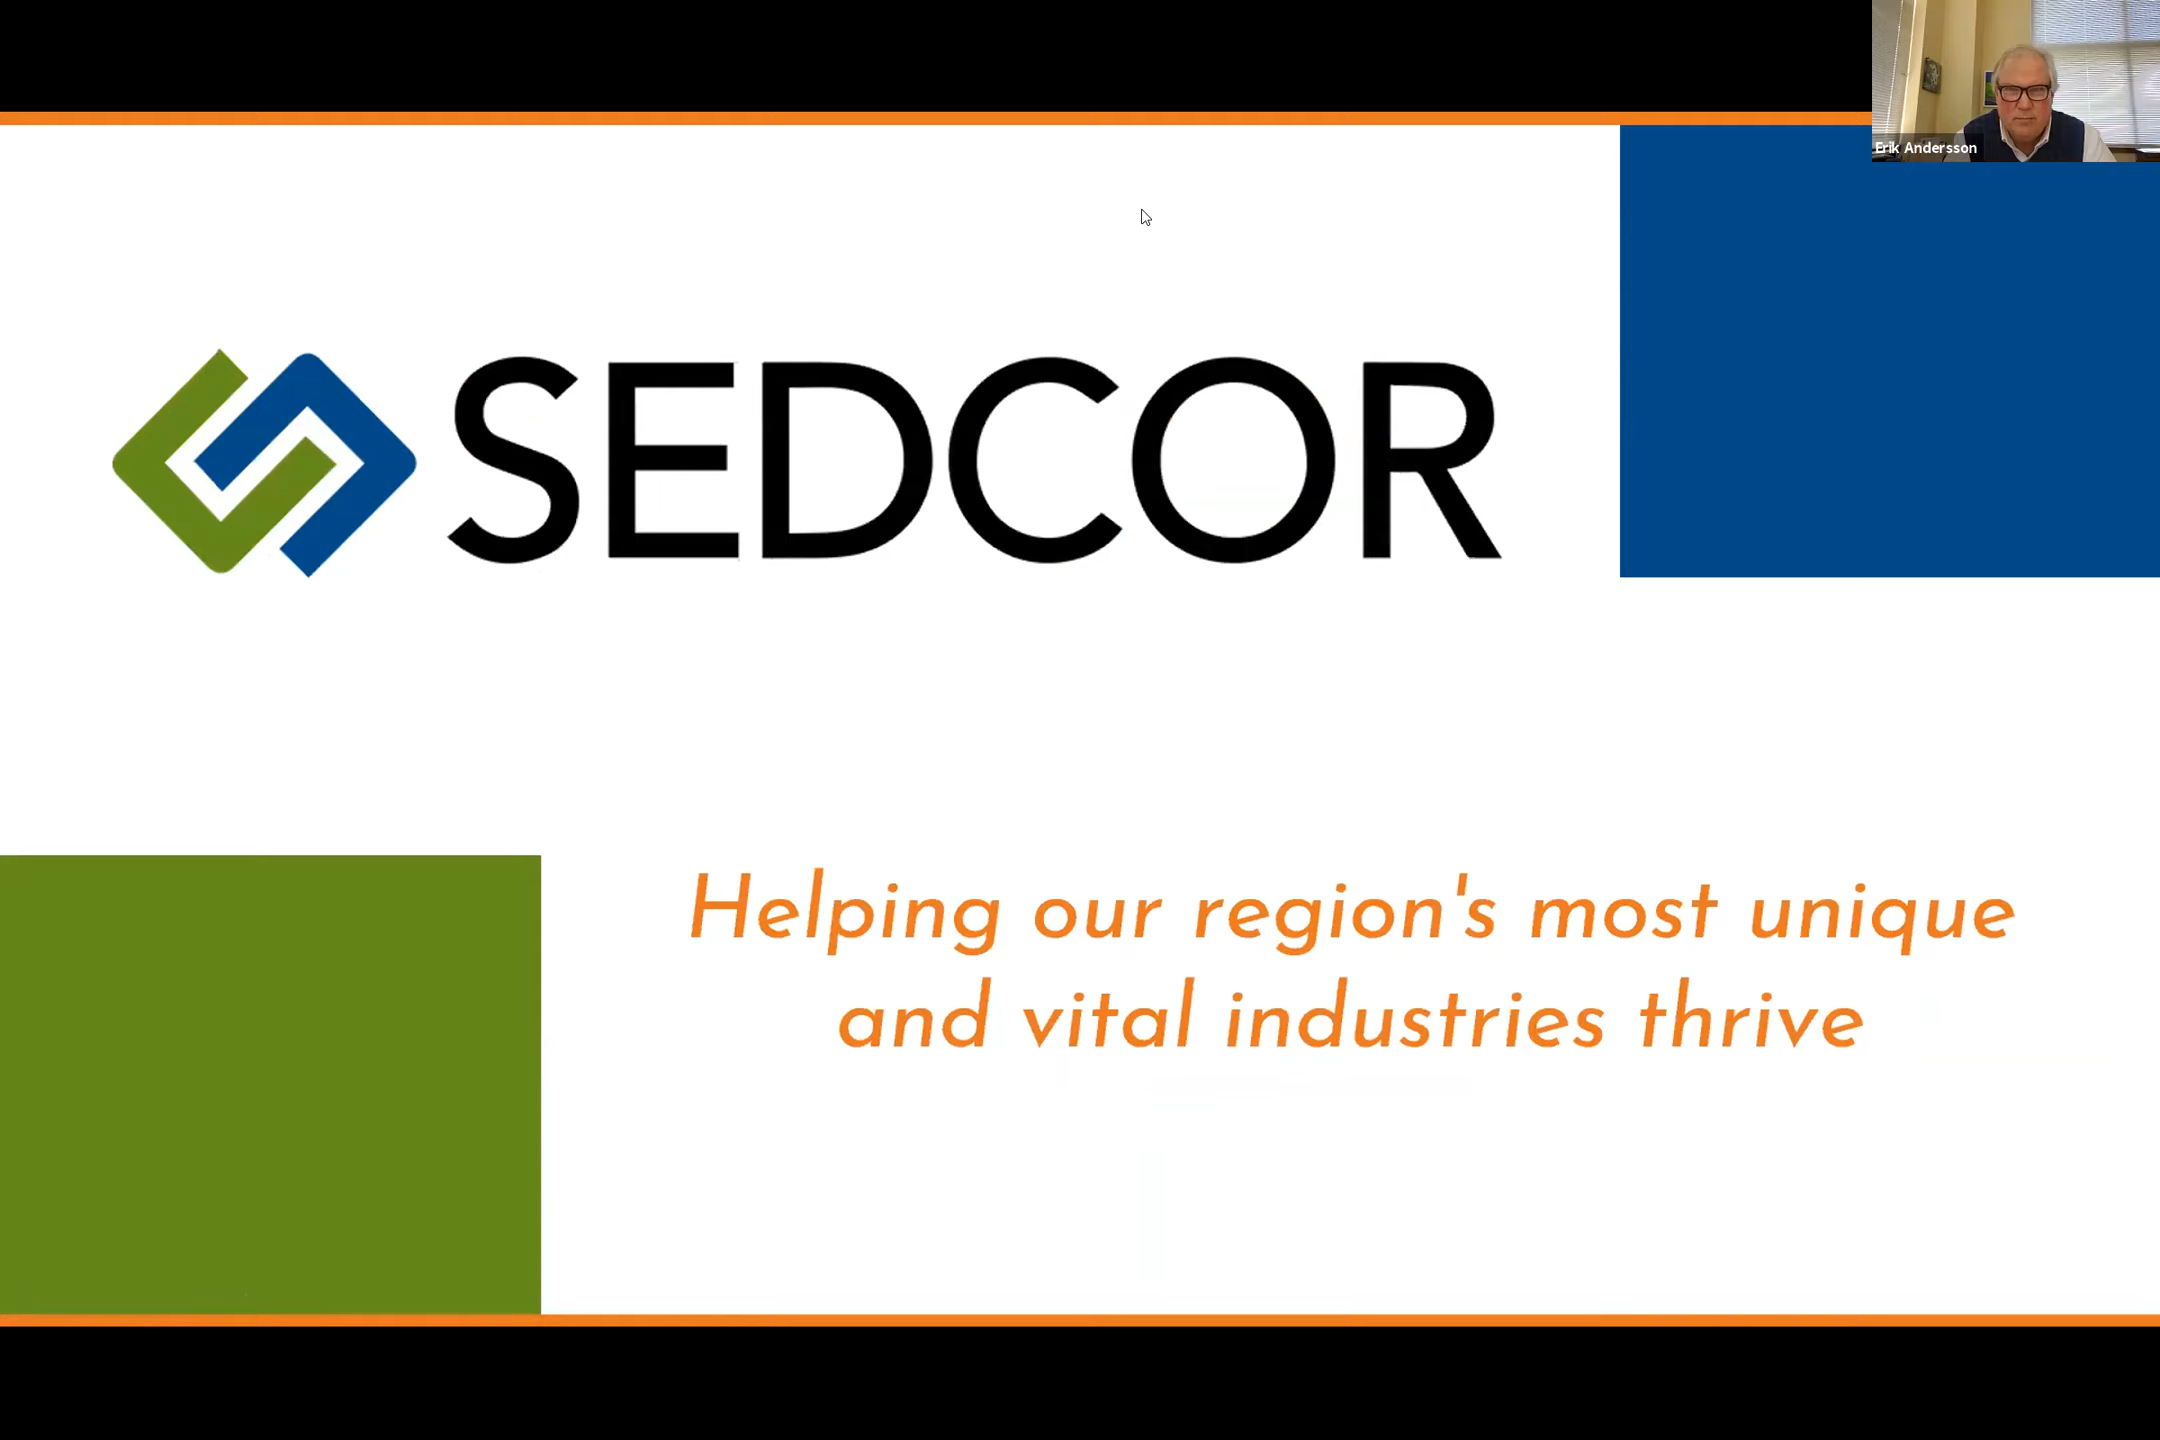 Erik Andersson
SEDCOR
Helping our region's most unique
and vital industries thrive